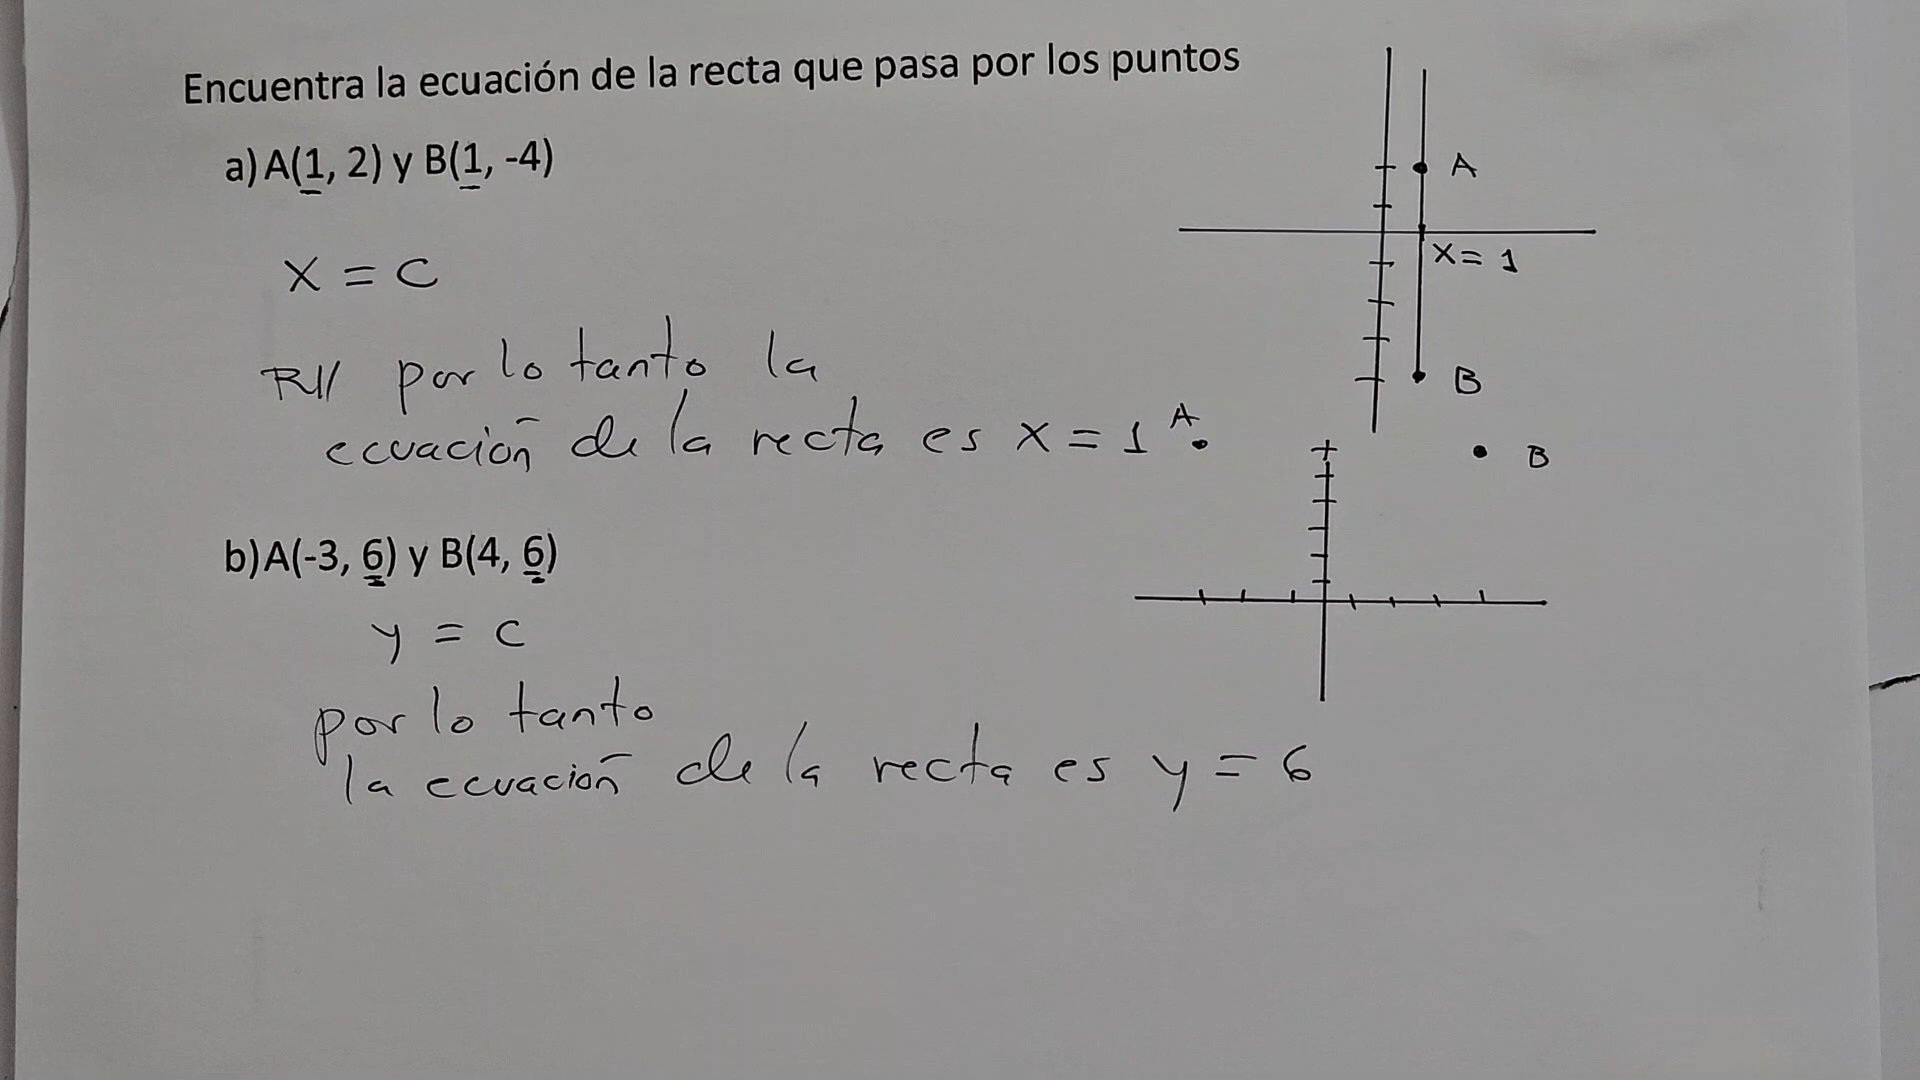 Encuentra la ecuación de la recta que pasa por los puntos
a) A(1, 2) y B(1, -4)
A
x = c
x = 1
R// por lo tanto la
B
ecuación de la recta es x = 1
A
B
b) A(-3, 6) y B(4, 6)
y = c
por lo tanto
la ecuación de la recta es y = 6